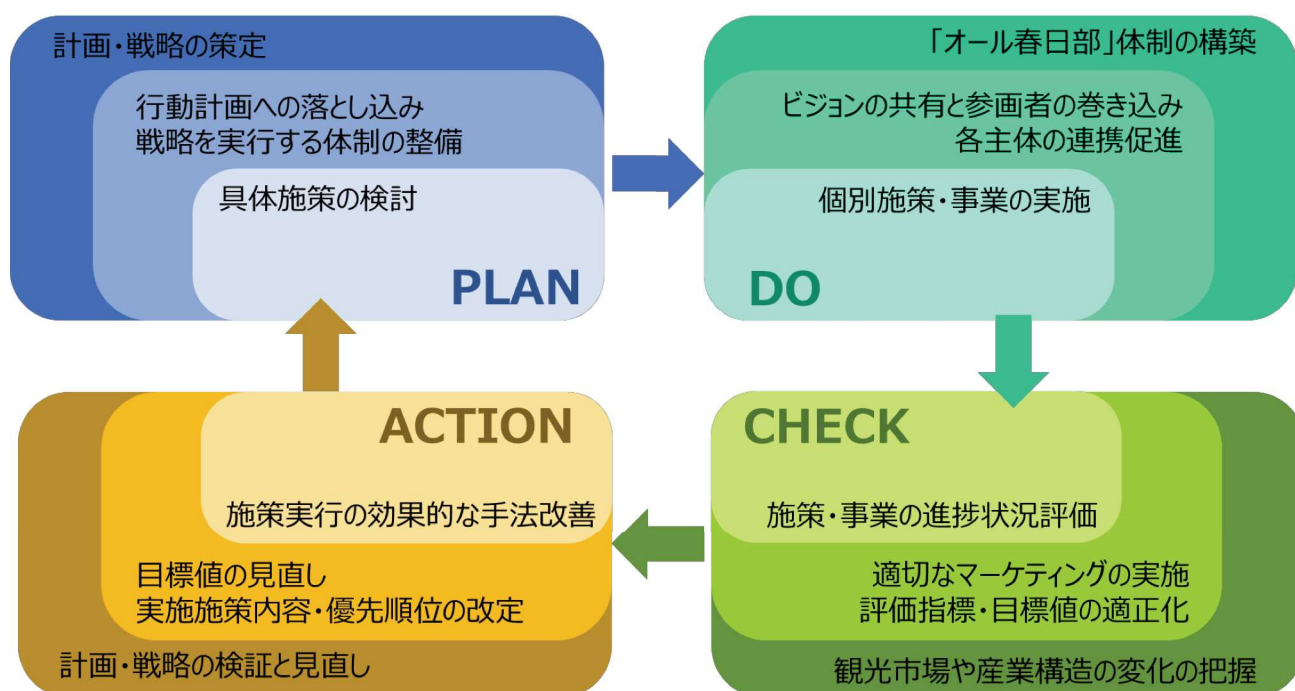 計画・戦略の策定
行動計画への落とし込み
戦略を実行する体制の整備
具体施策の検討
PLAN
「オール春日部」体制の構築
ビジョンの共有と参画者の巻き込み
各主体の連携促進
個別施策・事業の実施
DO
ACTION
施策実行の効果的な手法改善
目標値の見直し
実施施策内容・優先順位の改定
計画・戦略の検証と見直し
CHECK
施策・事業の進捗状況評価
適切なマーケティングの実施
評価指標・目標値の適正化
観光市場や産業構造の変化の把握